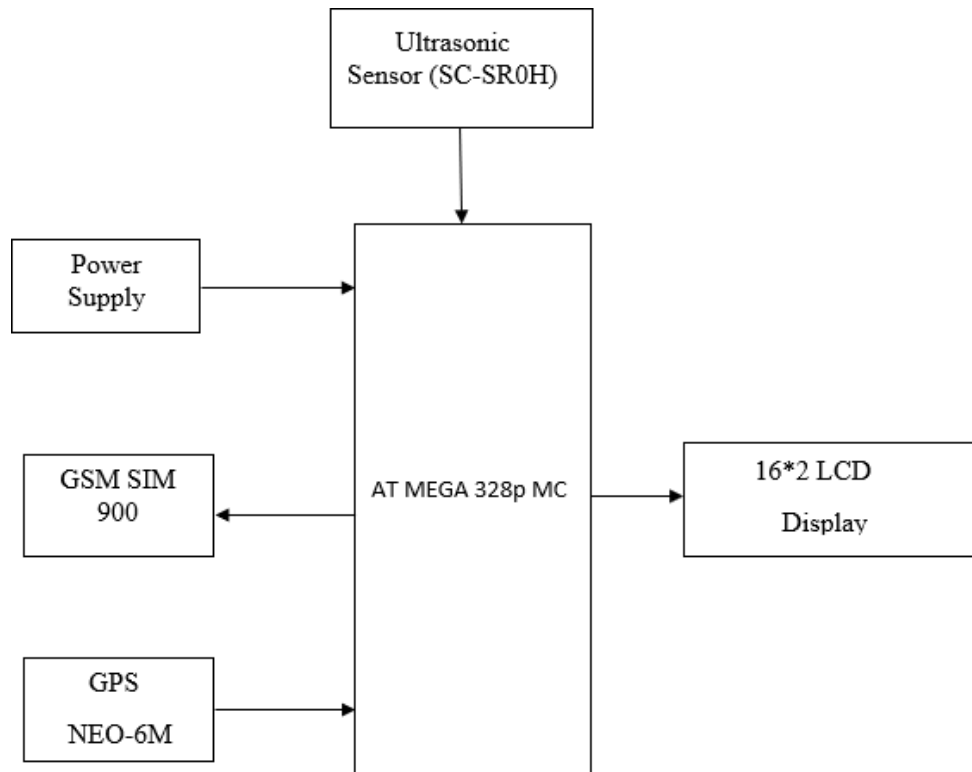 Ultrasonic
Sensor (SC-SR0H)
Power
Supply
GSM SIM
900
AT MEGA 328p MC
16*2 LCD
Display
GPS
NEO-6M